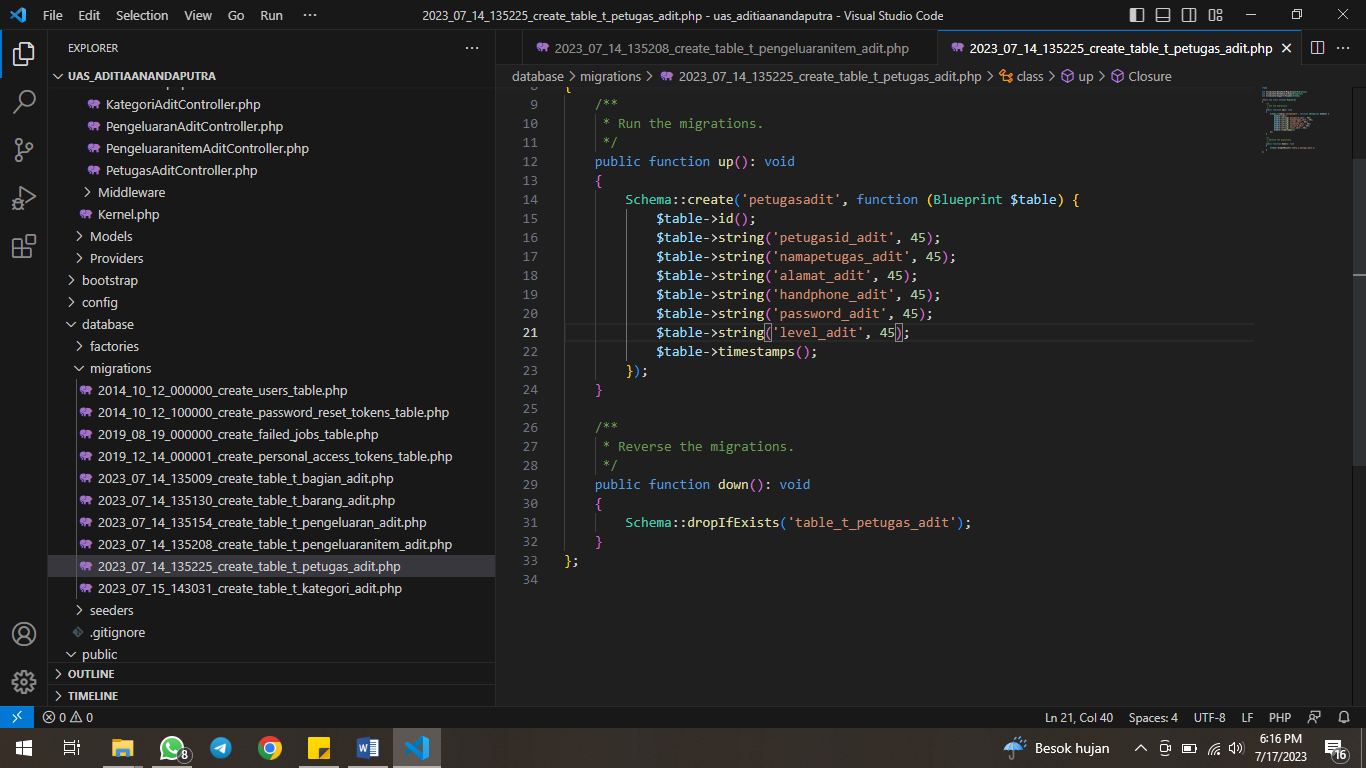 File Edit Selection View Go Run ··· 2023_07_14_135225_create_table_t_petugas_adit.php - uas_aditiaanandaputra - Visual Studio Code
EXPLORER
UAS_ADITIAANANDAPUTRA
KategoriAditController.php
PengeluaranAditController.php
PengeluaranitemAditController.php
PetugasAditController.php
Middleware
Kernel.php
Models
Providers
bootstrap
config
database
factories
migrations
2014_10_12_000000_create_users_table.php
2014_10_12_100000_create_password_reset_tokens_table.php
2019_08_19_000000_create_failed_jobs_table.php
2019_12_14_000001_create_personal_access_tokens_table.php
2023_07_14_135009_create_table_t_bagian_adit.php
2023_07_14_135130_create_table_t_barang_adit.php
2023_07_14_135154_create_table_t_pengeluaran_adit.php
2023_07_14_135208_create_table_t_pengeluaranitem_adit.php
2023_07_14_135225_create_table_t_petugas_adit.php
2023_07_15_143031_create_table_t_kategori_adit.php
seeders
.gitignore
public
OUTLINE
TIMELINE
2023_07_14_135208_create_table_t_pengeluaranitem_adit.php 2023_07_14_135225_create_table_t_petugas_adit.php
database > migrations > 2023_07_14_135225_create_table_t_petugas_adit.php > class > up > Closure
8 {
9 /**
10 * Run the migrations.
11 */
12 public function up(): void
13 {
14 Schema::create('petugasadit', function (Blueprint $table) {
15 $table->id();
16 $table->string('petugasid_adit', 45);
17 $table->string('namapetugas_adit', 45);
18 $table->string('alamat_adit', 45);
19 $table->string('handphone_adit', 45);
20 $table->string('password_adit', 45);
21 $table->string('level_adit', 45);
22 $table->timestamps();
23 });
24 }
25
26 /**
27 * Reverse the migrations.
28 */
29 public function down(): void
30 {
31 Schema::dropIfExists('table_t_petugas_adit');
32 }
33 };
34
0 0 Ln 21, Col 40 Spaces: 4 UTF-8 LF PHP
8 Besok hujan 6:16 PM
7/17/2023 16